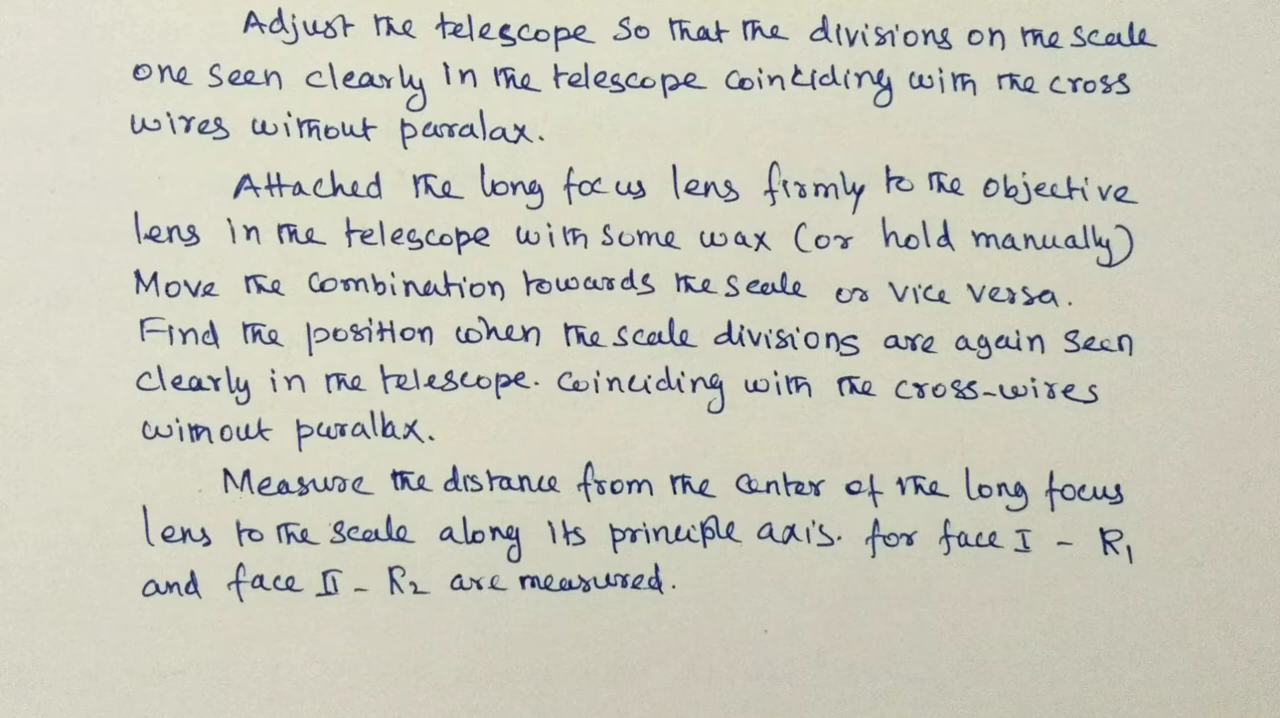 Adjust the telescope so that the divisions on the scale
one seen clearly in the telescope coinciding with the cross
wires without paralax.
Attached the long focus lens firmly to the objective
lens in the telescope with some wax (or hold manually)
Move the combination towards the scale or vice versa.
Find the position when the scale divisions are again seen
clearly in the telescope. Coinciding with the cross-wires
without parallax.
Measure the distance from the center of the long focus
lens to the scale along its principle axis. for face I - R₁
and face II - R₂ are measured.